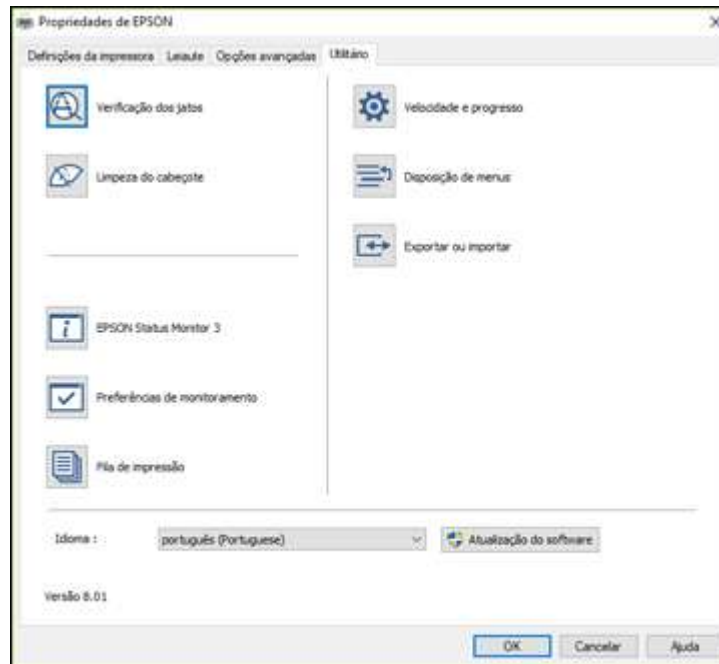 Propriedades de EPSON
Definições da impressora Leiaute Opções avançadas Utilitário
Verificação dos jatos
Limpeza do cabeçote
EPSON Status Monitor 3
Preferências de monitoramento
Fila de impressão
Velocidade e progresso
Disposição de menus
Exportar ou importar
Idioma : português (Portuguese) Atualização do software
Versão 8.01
OK Cancelar Ajuda